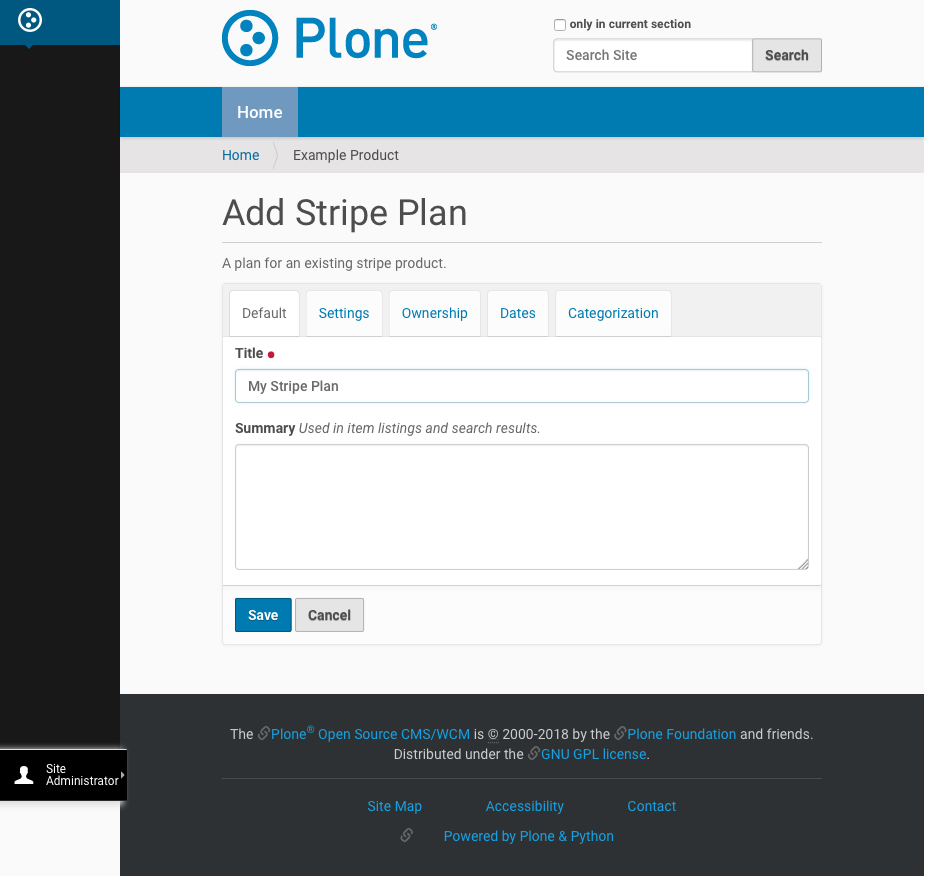 Plone®
only in current section
Search Site
Search
Home
Home
Example Product
Add Stripe Plan
A plan for an existing stripe product.
Default
Settings
Ownership
Dates
Categorization
Title
My Stripe Plan
Summary Used in item listings and search results.
Save
Cancel
Site
Administrator
The Plone® Open Source CMS/WCM is © 2000-2018 by the Plone Foundation and friends.
Distributed under the GNU GPL license.
Site Map
Accessibility
Contact
Powered by Plone & Python